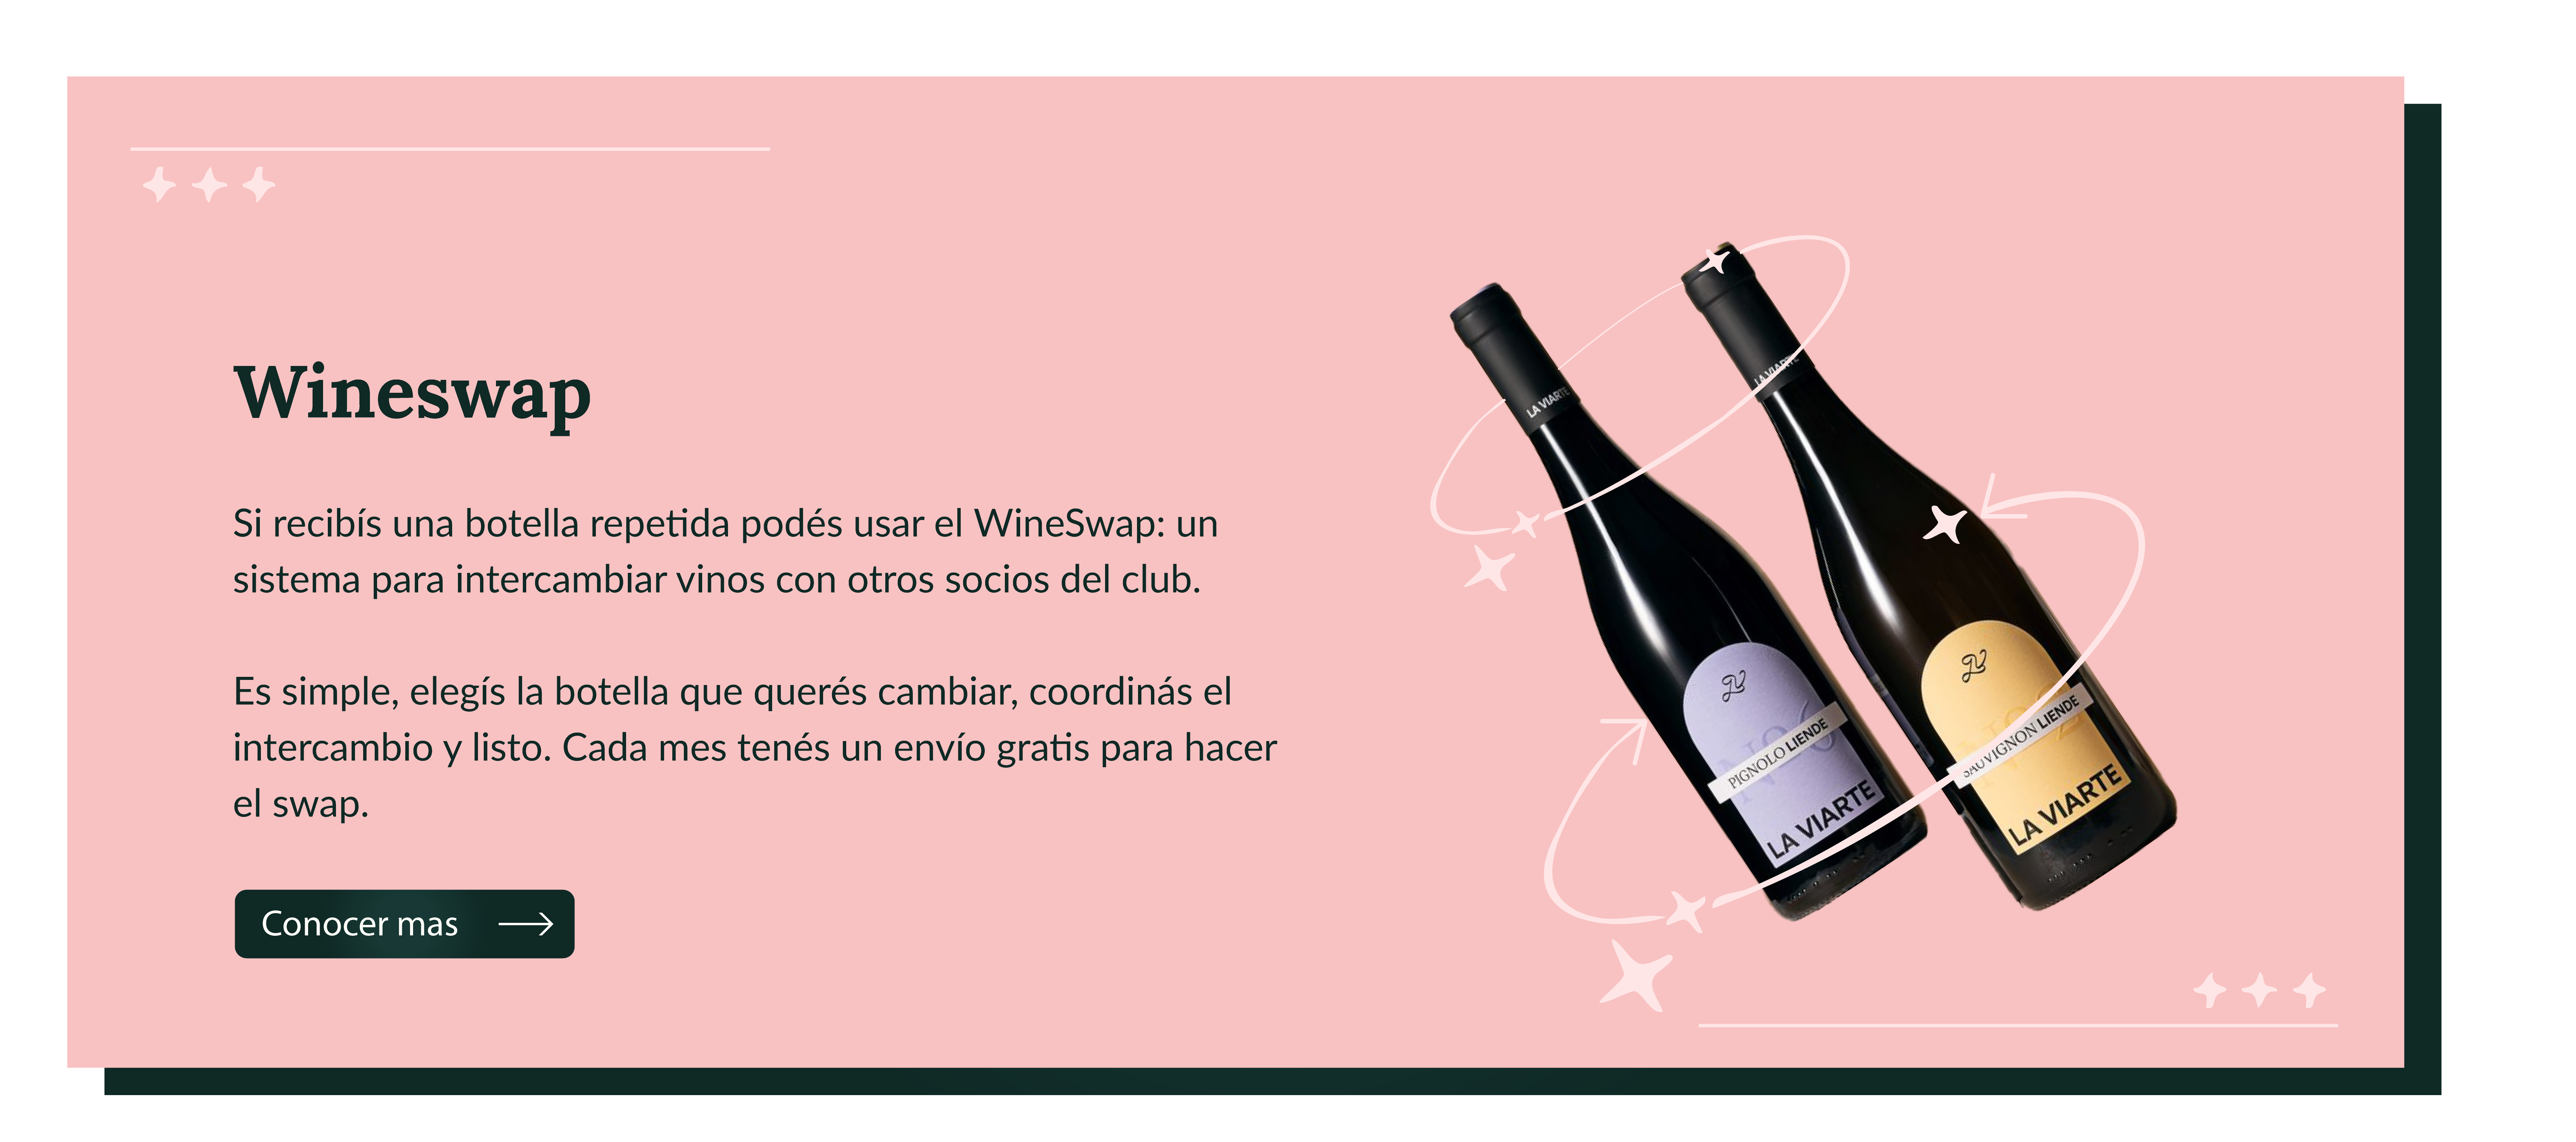 Wineswap
Si recibís una botella repetida podés usar el WineSwap: un
sistema para intercambiar vinos con otros socios del club.
Es simple, elegís la botella que querés cambiar, coordinás el
intercambio y listo. Cada mes tenés un envío gratis para hacer
el swap.
Conocer mas
LA VIARTE
PIGNOLO LIENDE
LA VIARTE
LA VIARTE
SAUVIGNON LIENDE
LA VIARTE